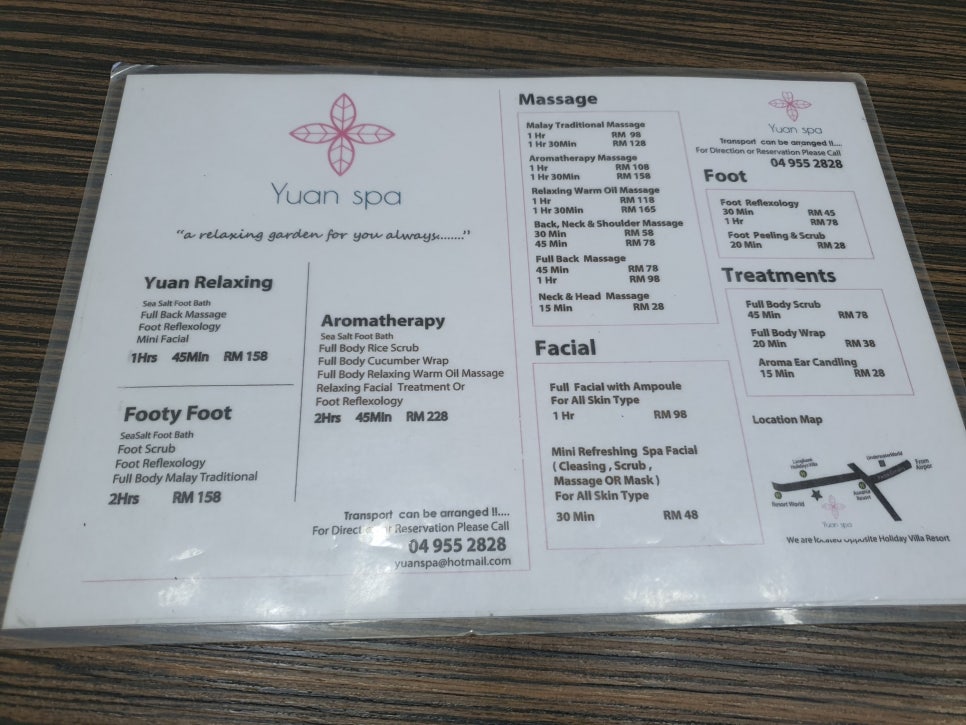 Yuan spa
"a relaxing garden for you always......."
Yuan Relaxing
Sea Salt Foot Bath
Full Back Massage
Foot Reflexology
Mini Facial
1Hrs 45Min RM 158
Footy Foot
SeaSalt Foot Bath
Foot Scrub
Foot Reflexology
Full Body Malay Traditional
2Hrs RM 158
Aromatherapy
Sea Salt Foot Bath
Full Body Rice Scrub
Full Body Cucumber Wrap
Full Body Relaxing Warm Oil Massage
Relaxing Facial Treatment Or
Foot Reflexology
2Hrs 45Min RM 228
Transport can be arranged !!....
For Direction or Reservation Please Call
04 955 2828
yuanspa@hotmail.com
Massage
Malay Traditional Massage
1 Hr RM 98
1 Hr 30Min RM 128
Aromatherapy Massage
1 Hr RM 108
1 Hr 30Min RM 158
Relaxing Warm Oil Massage
1 Hr RM 118
1 Hr 30Min RM 165
Back, Neck & Shoulder Massage
30 Min RM 58
45 Min RM 78
Full Back Massage
45 Min RM 78
1 Hr RM 98
Neck & Head Massage
15 Min RM 28
Facial
Full Facial with Ampoule
For All Skin Type
1 Hr RM 98
Mini Refreshing Spa Facial
( Cleasing , Scrub ,
Massage OR Mask )
For All Skin Type
30 Min RM 48
Yuan spa
Transport can be arranged !!....
For Direction or Reservation Please Call
04 955 2828
Foot
Foot Reflexology
30 Min RM 45
1 Hr RM 78
Foot Peeling & Scrub
20 Min RM 28
Treatments
Full Body Scrub
45 Min RM 78
Full Body Wrap
20 Min RM 38
Aroma Ear Candling
15 Min RM 28
Location Map
UnderwaterWorld
From
Airpor
Langkawi
Holiday Villa
Resort World
Resort
Yuan spa
We are located Opposite Holiday Villa Resort